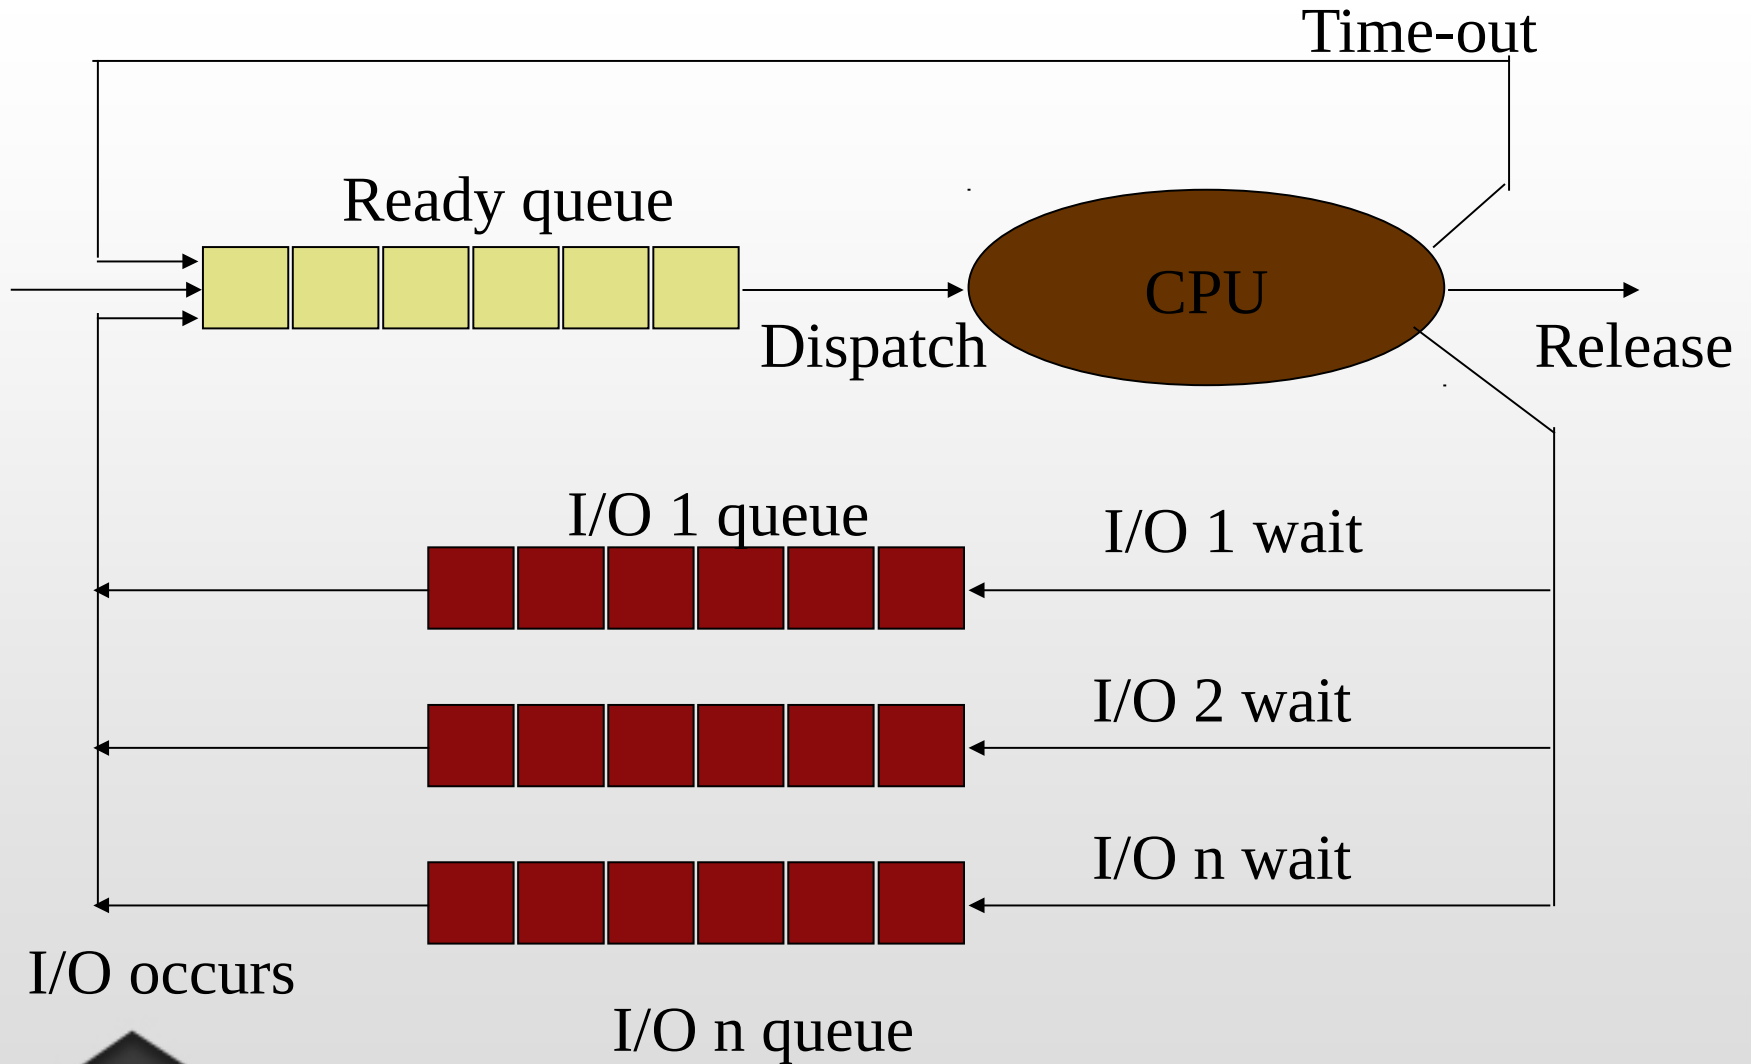 Time-out
Ready queue
CPU
Dispatch
Release
I/O 1 queue
I/O 1 wait
I/O 2 wait
I/O n wait
I/O occurs
I/O n queue